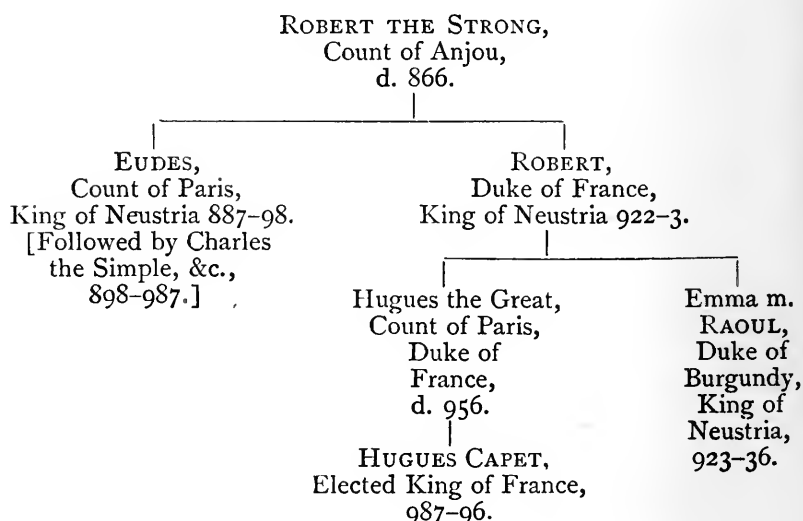 ROBERT THE STRONG,
Count of Anjou,
d. 866.
EUDES,
Count of Paris,
King of Neustria 887–98.
[Followed by Charles
the Simple, &c.,
898–987.]
ROBERT,
Duke of France,
King of Neustria 922–3.
Hugues the Great,
Count of Paris,
Duke of
France,
d. 956.
HUGUES CAPET,
Elected King of France,
987–96.
Emma m.
RAOUL,
Duke of
Burgundy,
King of
Neustria,
923–36.